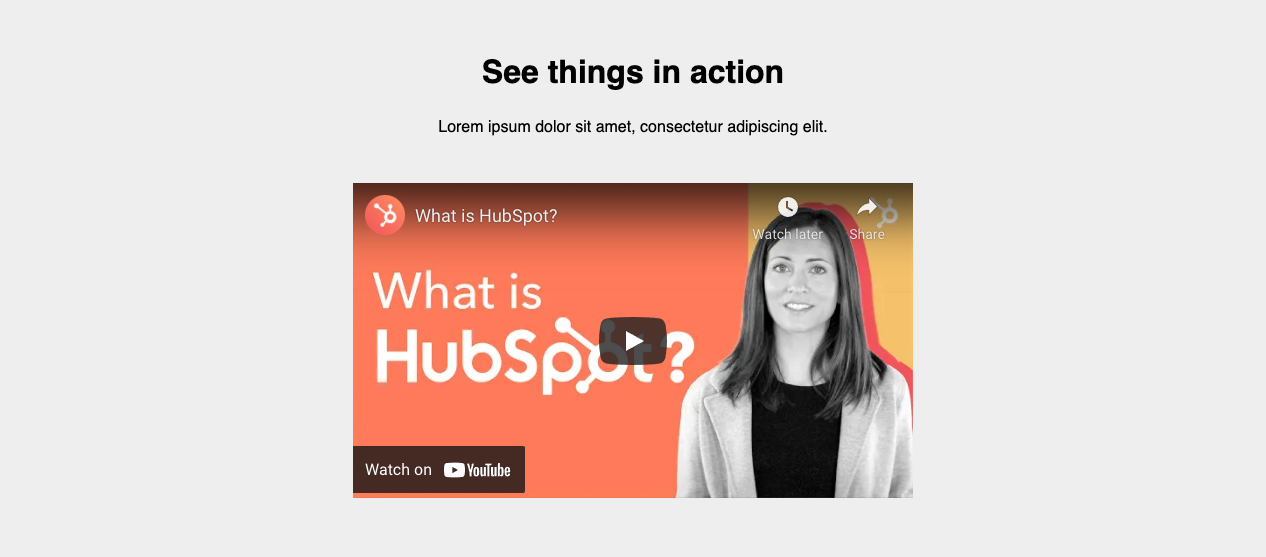 See things in action
Lorem ipsum dolor sit amet, consectetur adipiscing elit.
What is HubSpot?
Watch later
Share
What is
HubSpot?
Watch on YouTube